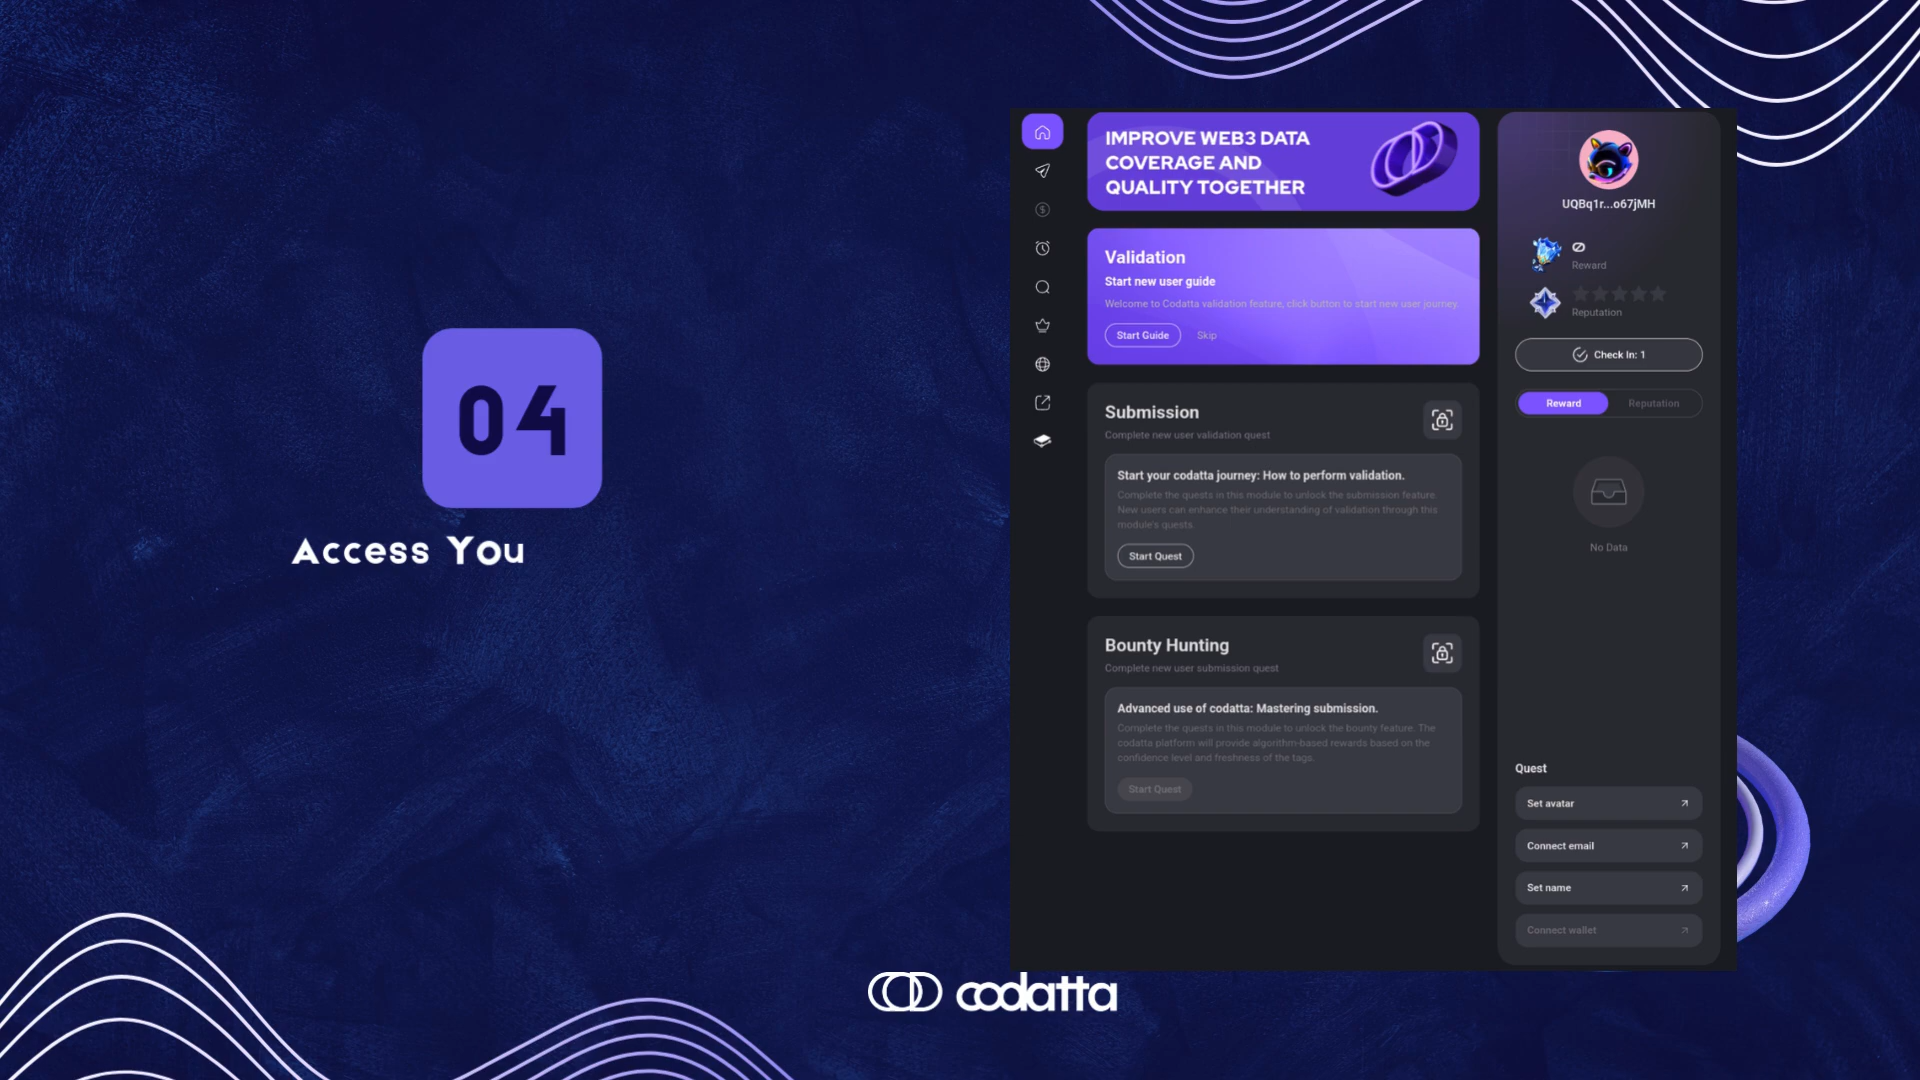 04
Access You
IMPROVE WEB3 DATA
COVERAGE AND
QUALITY TOGETHER
Validation
Start new user guide
Welcome to Codatta validation feature, click button to start new user journey.
Start Guide
Skip
Submission
Complete new user validation quest
Start your codatta journey: How to perform validation.
Complete the quests in this module to unlock the submission feature.
New users can enhance their understanding of validation through this
module's quests.
Start Quest
Bounty Hunting
Complete new user submission quest
Advanced use of codatta: Mastering submission.
Complete the quests in this module to unlock the bounty feature. The
codatta platform will provide algorithm-based rewards based on the
confidence level and freshness of the tags.
Start Quest
UQBq1r...o67jMH
0
Reward
Reputation
Check In: 1
Reward
Reputation
No Data
Quest
Set avatar
Connect email
Set name
Connect wallet
codatta